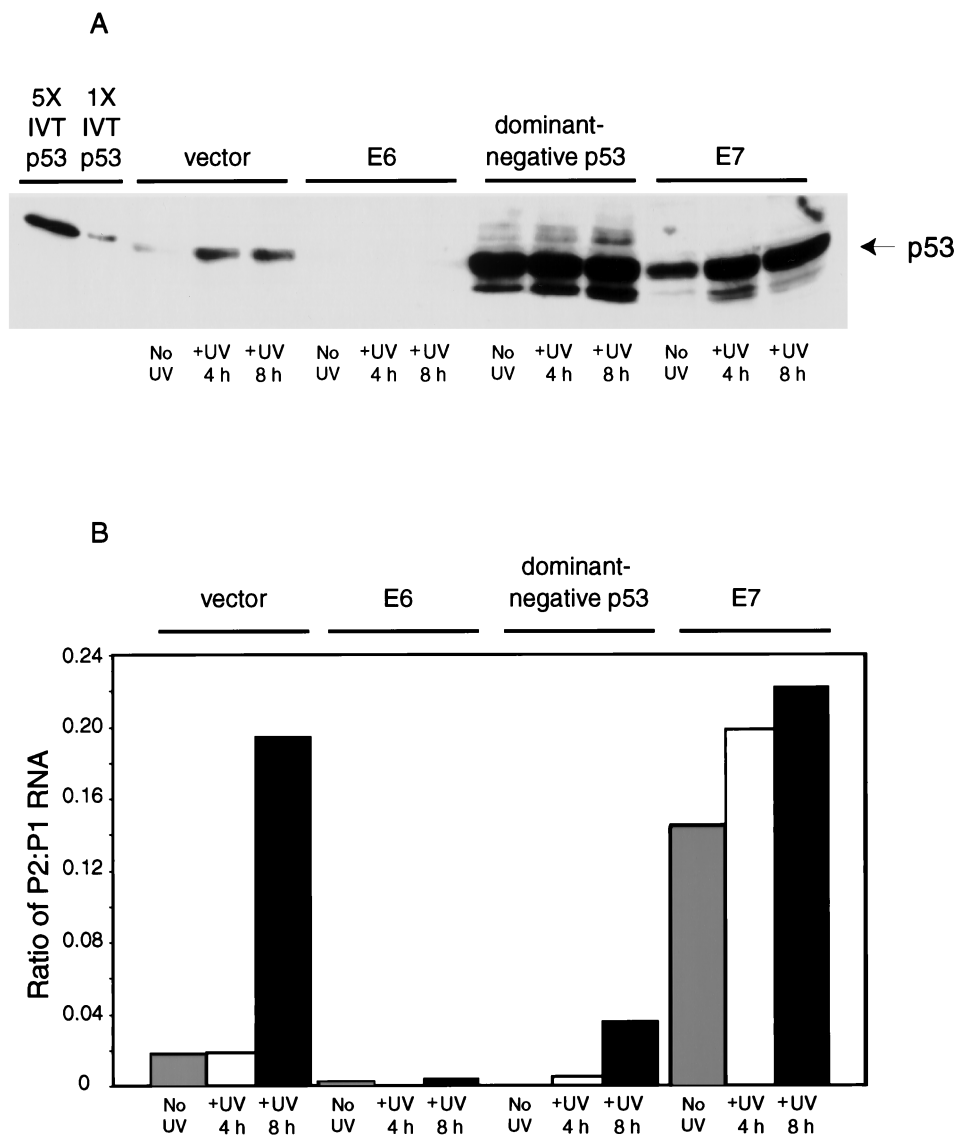 A
5X 1X
IVT IVT
p53 p53
vector
E6
dominant-
negative p53
E7
p53
No +UV +UV No +UV +UV No +UV +UV No +UV +UV
UV 4 h 8 h UV 4 h 8 h UV 4 h 8 h UV 4 h 8 h
B
vector
E6
dominant-
negative p53
E7
Ratio of P2:P1 RNA
0.24
0.20
0.16
0.12
0.08
0.04
0
No +UV +UV No +UV +UV No +UV +UV No +UV +UV
UV 4 h 8 h UV 4 h 8 h UV 4 h 8 h UV 4 h 8 h